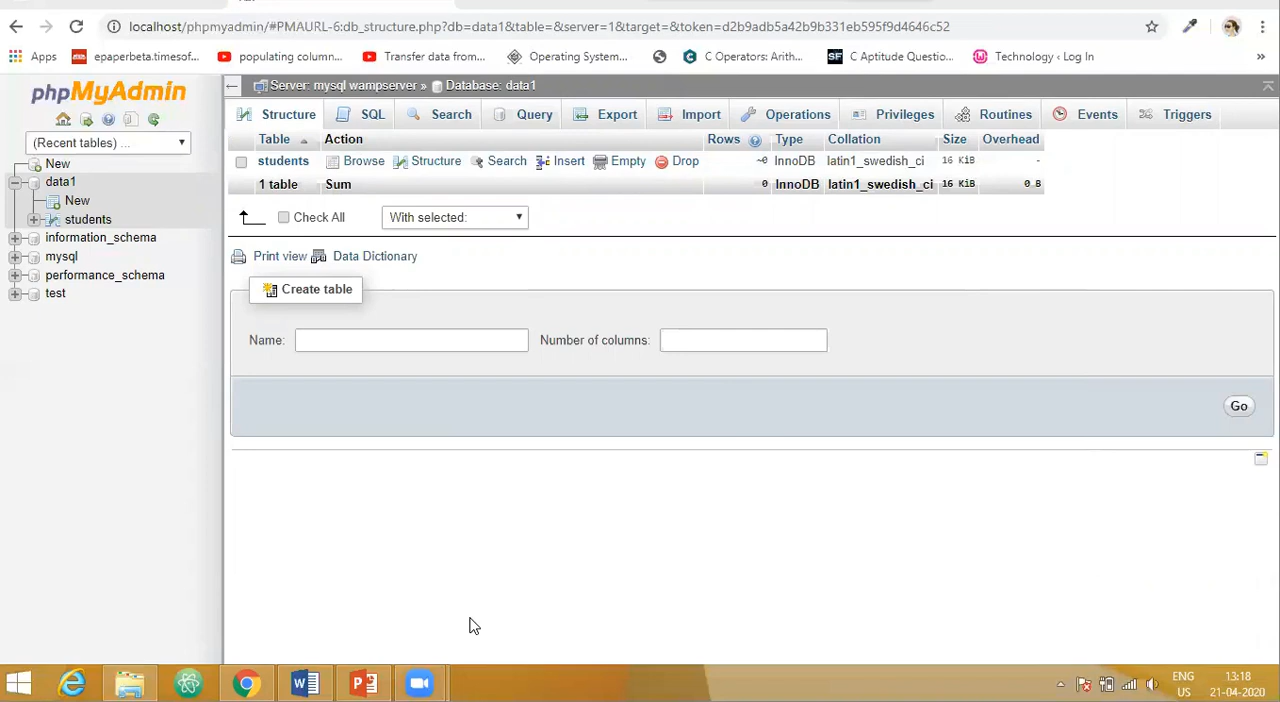 localhost/phpmyadmin/#PMAURL-6:db_structure.php?db=data1&table=&server=1&target=&token=d2b9adb5a42b9b331eb595f9d4646c52
Apps epaperbeta.timesof... populating column... Transfer data from... Operating System... C Operators: Arith... C Aptitude Questio... Technology ‹ Log In »
phpMyAdmin
(Recent tables) ...
New
data1
New
students
information_schema
mysql
performance_schema
test
← Server: mysql wampserver » Database: data1
Structure SQL Search Query Export Import Operations Privileges Routines Events Triggers
Table Action Rows Type Collation Size Overhead
students Browse Structure Search Insert Empty Drop ~0 InnoDB latin1_swedish_ci 16 KiB -
1 table Sum 0 InnoDB latin1_swedish_ci 16 KiB 0 B
Check All With selected:
Print view Data Dictionary
Create table
Name: Number of columns:
Go
ENG 13:18
US 21-04-2020